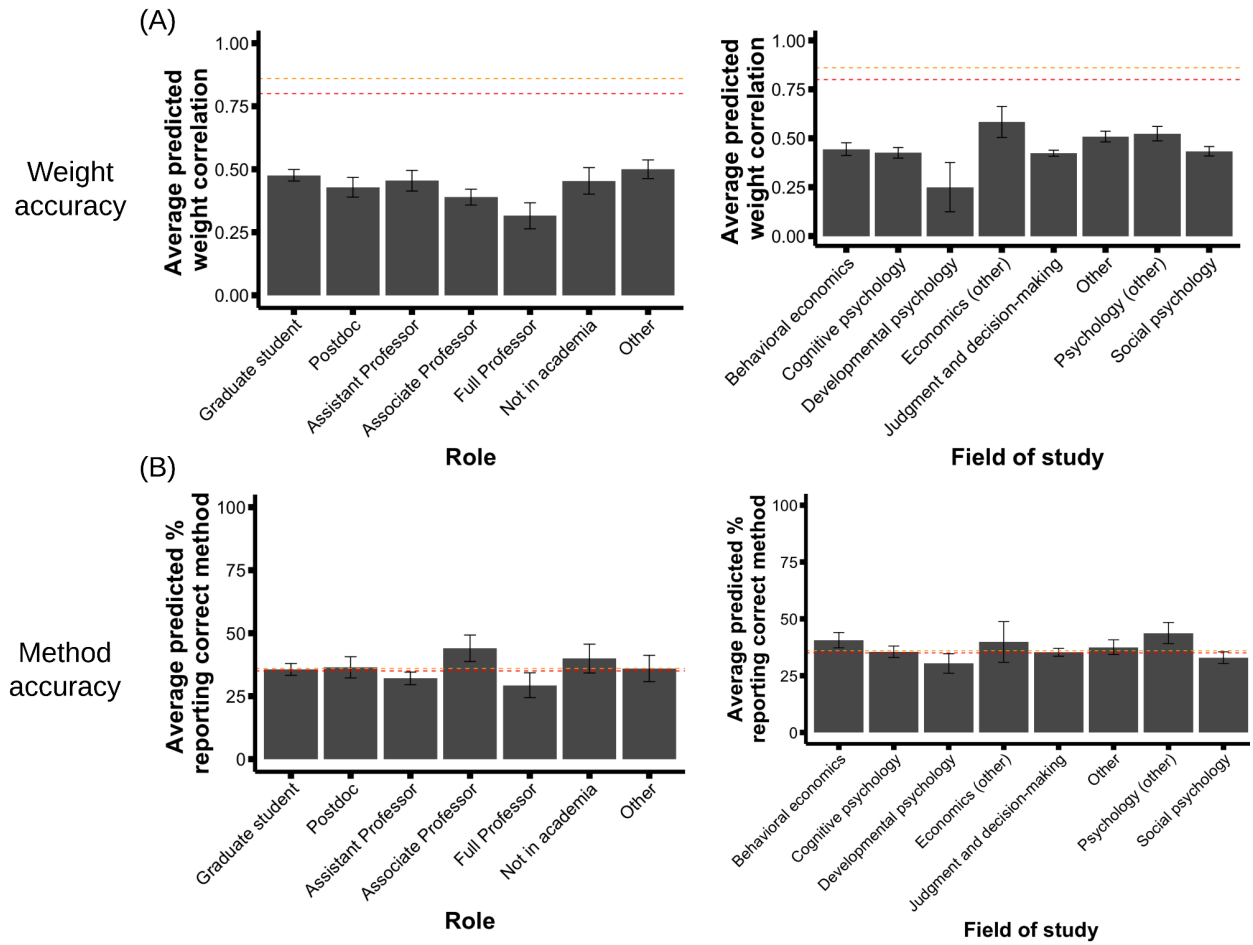 (A)
Weight
accuracy
Average predicted
weight correlation
1.00
0.75
0.50
0.25
0.00
Graduate student
Postdoc
Assistant Professor
Associate Professor
Full Professor
Not in academia
Other
Role
Average predicted
weight correlation
1.00
0.75
0.50
0.25
0.00
Behavioral economics
Cognitive psychology
Developmental psychology
Economics (other)
Judgment and decision-making
Other
Psychology (other)
Social psychology
Field of study
(B)
Method
accuracy
Average predicted %
reporting correct method
100
75
50
25
0
Graduate student
Postdoc
Assistant Professor
Associate Professor
Full Professor
Not in academia
Other
Role
Average predicted %
reporting correct method
100
75
50
25
0
Behavioral economics
Cognitive psychology
Developmental psychology
Economics (other)
Judgment and decision-making
Other
Psychology (other)
Social psychology
Field of study